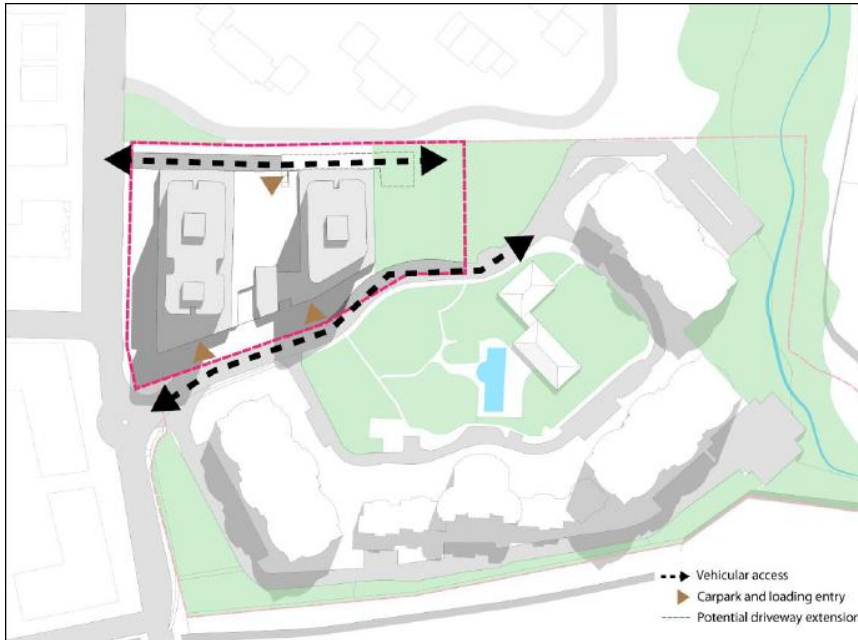 Vehicular access
Carpark and loading entry
Potential driveway extension